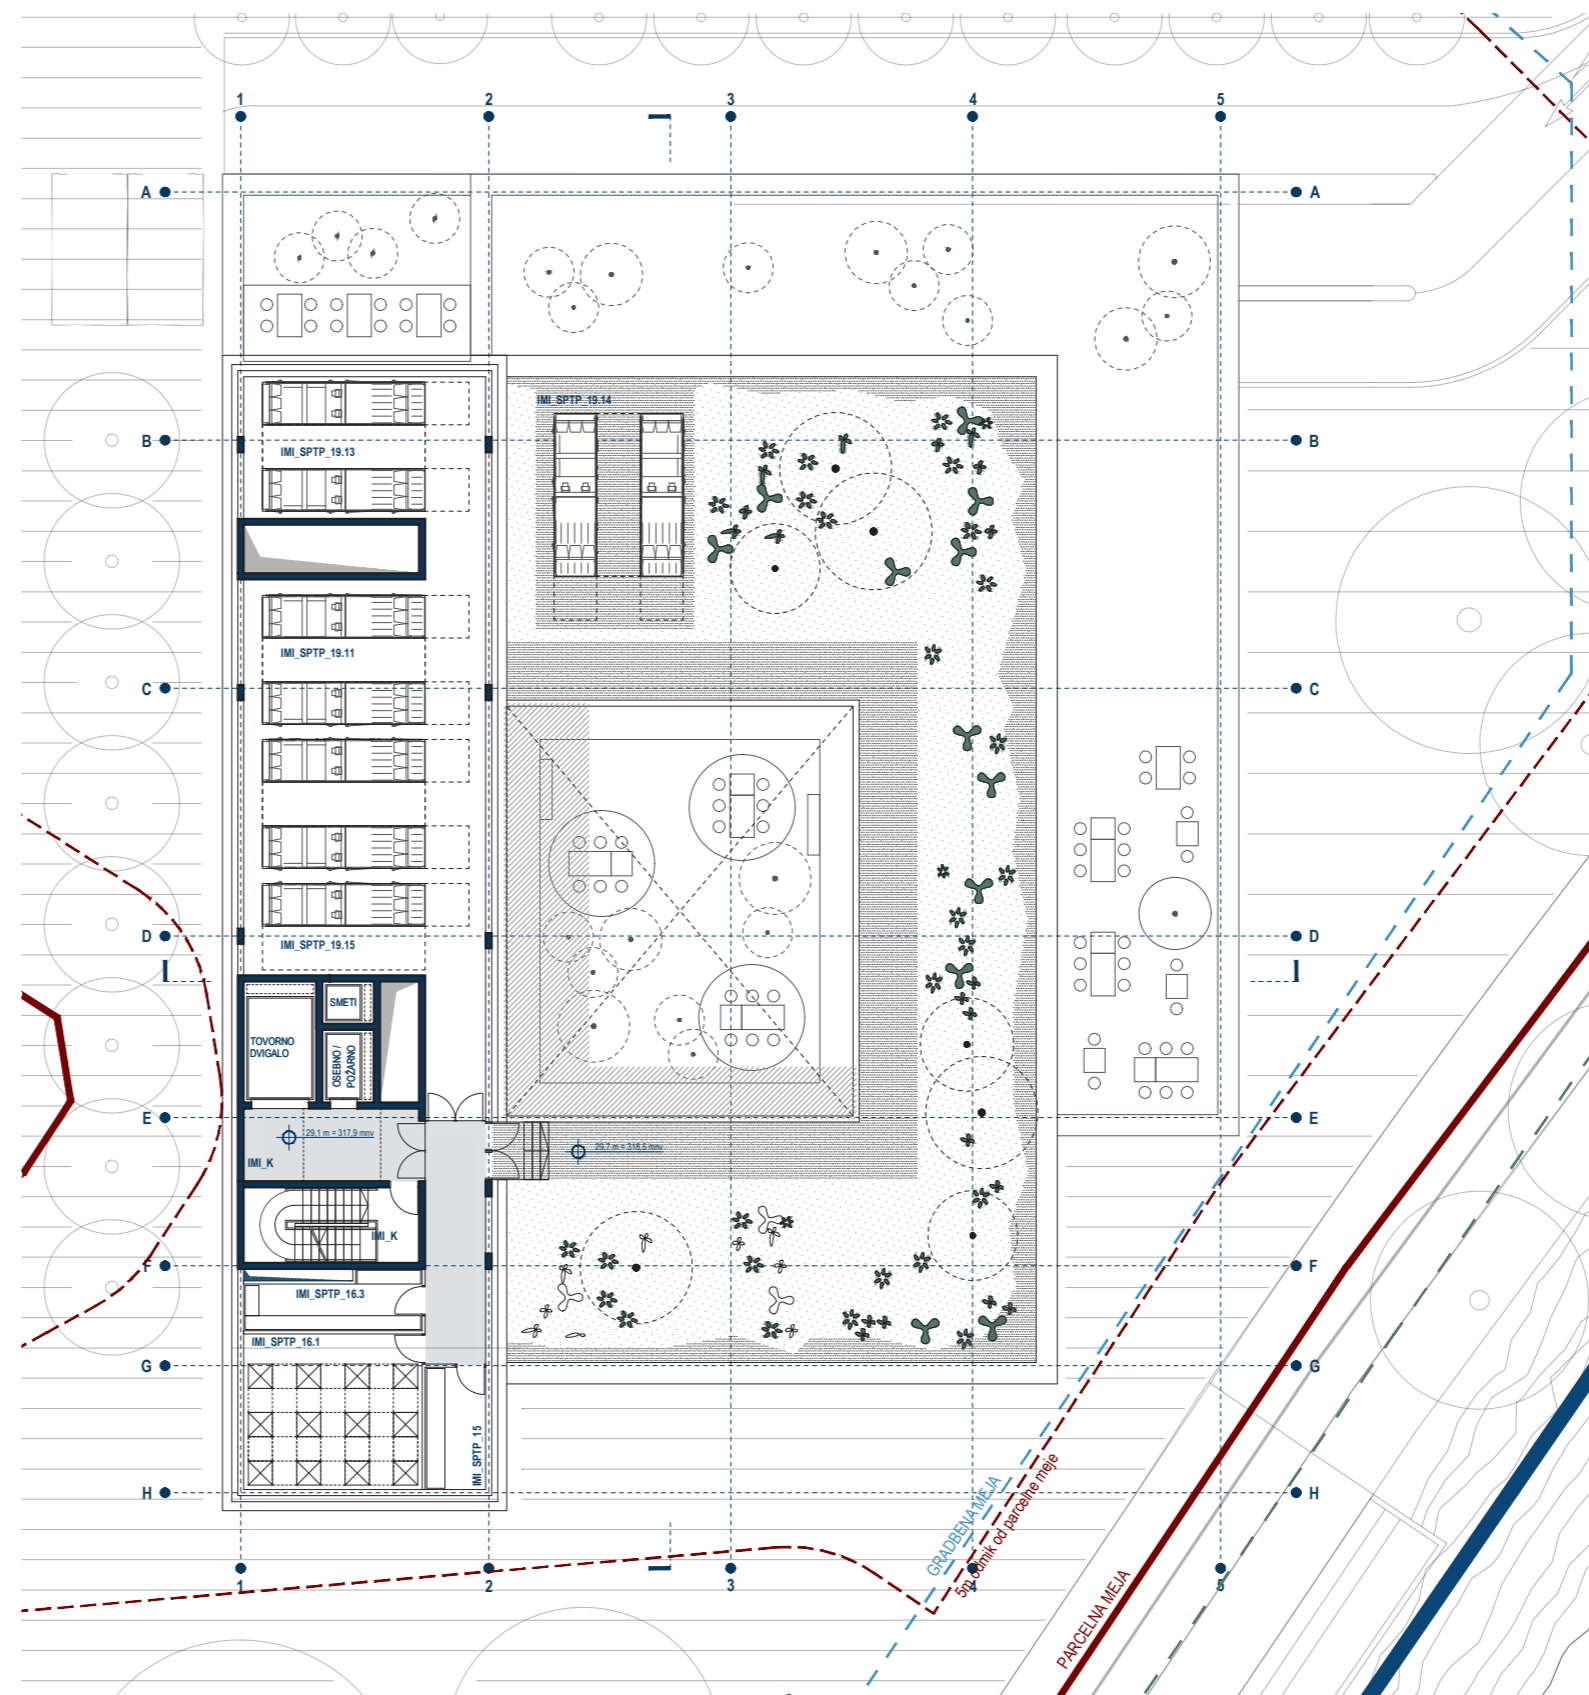 1
2
3
4
5
A
A
IMI_SPTP_19.14
B
IMI_SPTP_19.13
B
IMI_SPTP_19.11
C
C
D
IMI_SPTP_19.15
D
SMETI
TOVORNO
DVIGALO
OSEBNO /
POŽARNO
E
E
29,1 m = 317,9 mnv
29,7 m = 318,5 mnv
IMI_K
IMI_K
F
F
IMI_SPTP_16.3
IMI_SPTP_16.1
G
G
IMI_SPTP_15
H
H
GRADBENA MEJA
5m odmik od parcelne meje
PARCELNA MEJA
1
2
3
4
5